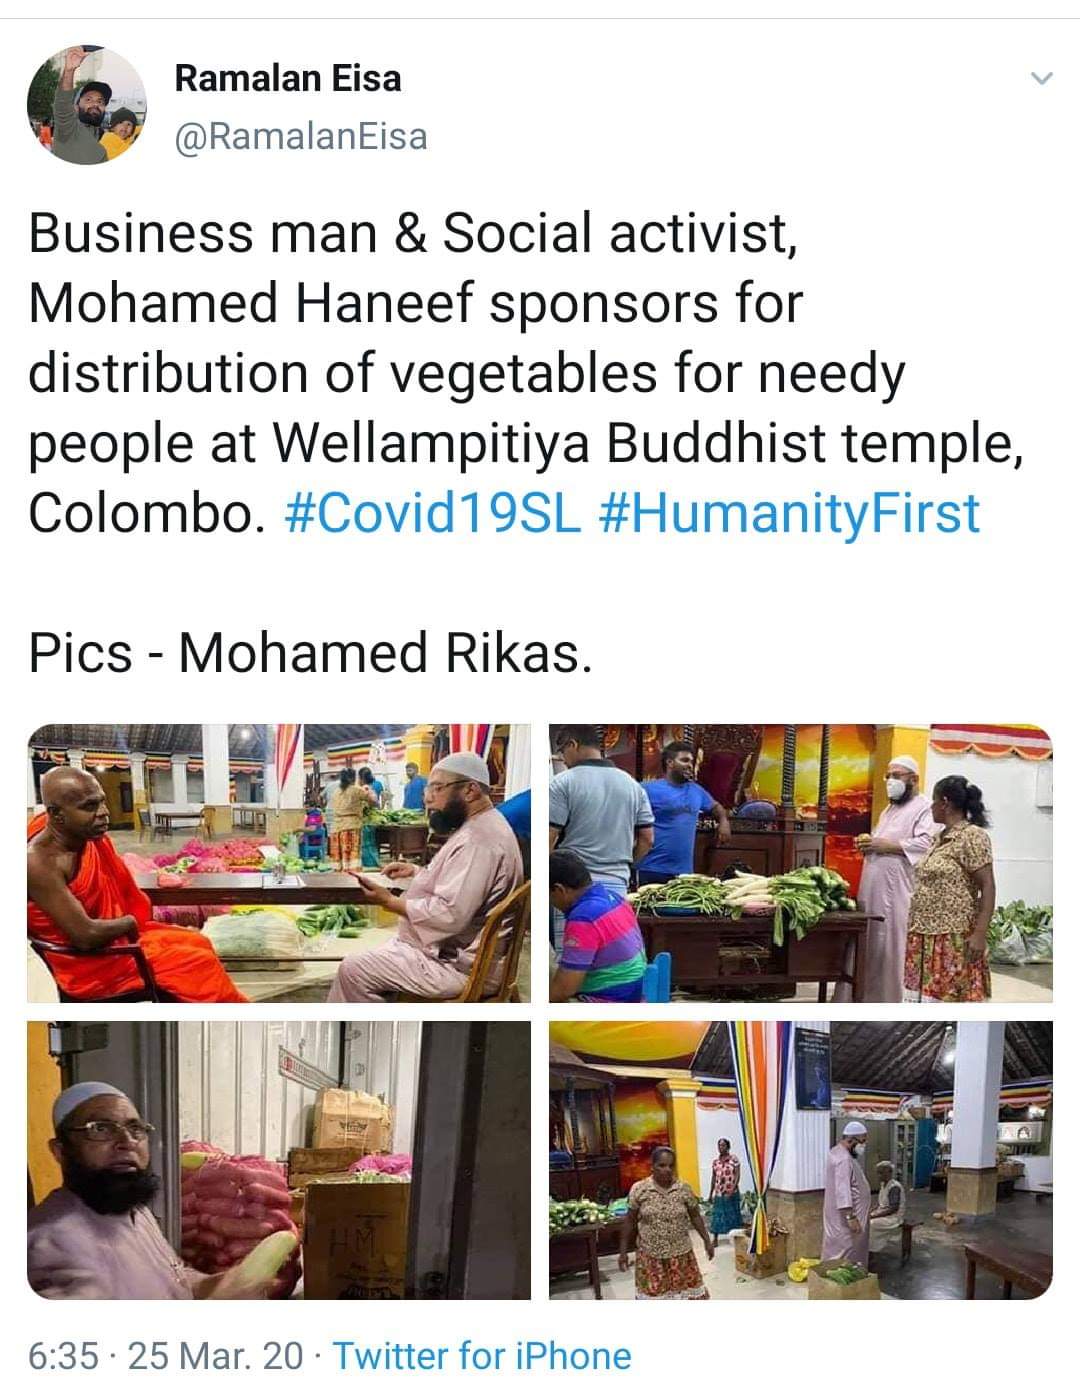 Ramalan Eisa
@RamalanEisa
Business man & Social activist,
Mohamed Haneef sponsors for
distribution of vegetables for needy
people at Wellampitiya Buddhist temple,
Colombo. #Covid19SL #HumanityFirst
Pics - Mohamed Rikas.
H.M.
6:35 · 25 Mar. 20 · Twitter for iPhone